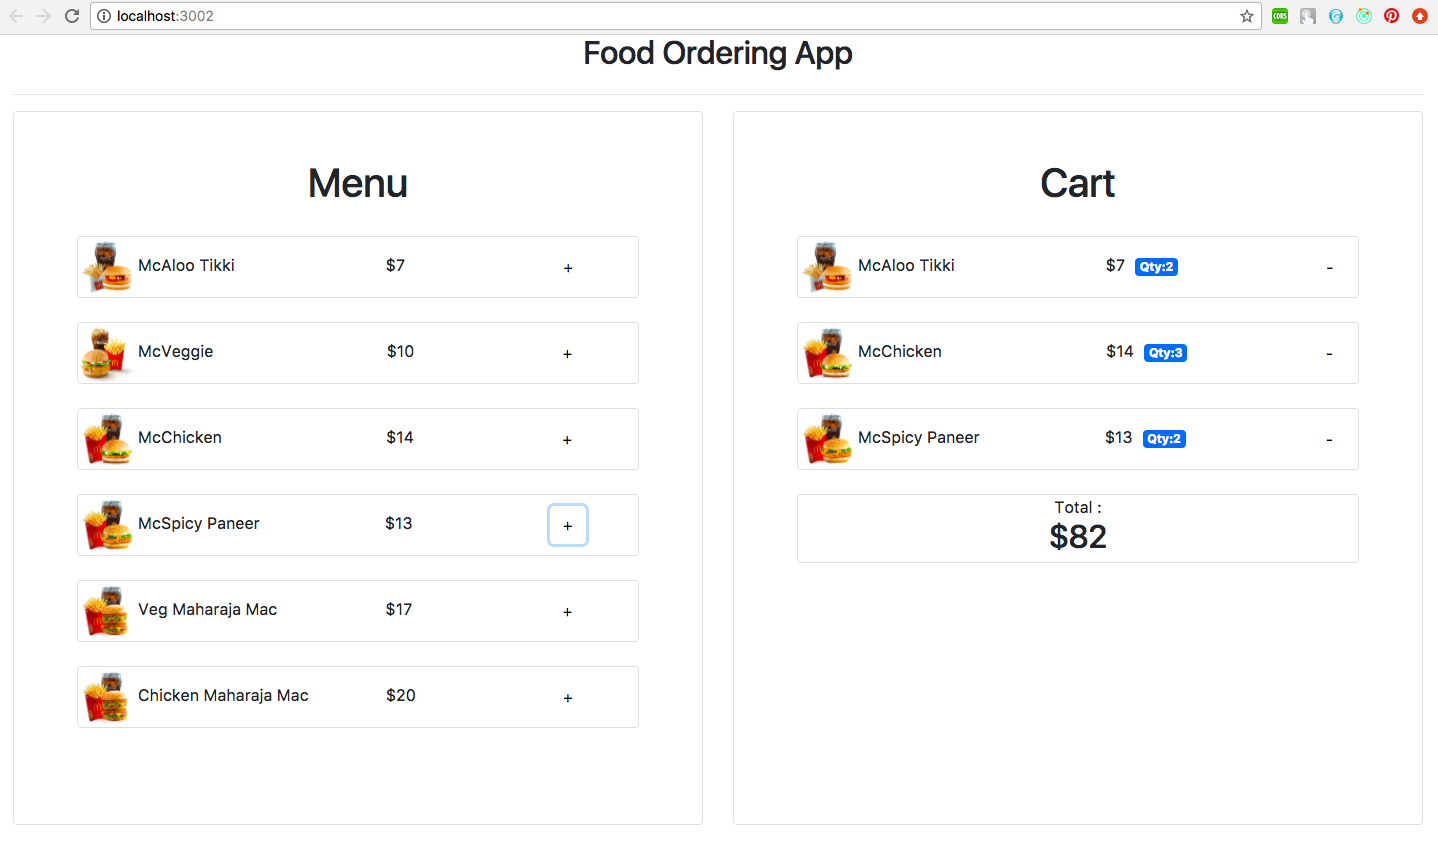 localhost:3002
CORS
Food Ordering App
Menu
McAloo Tikki $7 +
McVeggie $10 +
McChicken $14 +
McSpicy Paneer $13 +
Veg Maharaja Mac $17 +
Chicken Maharaja Mac $20 +
Cart
McAloo Tikki $7 Qty:2 -
McChicken $14 Qty:3 -
McSpicy Paneer $13 Qty:2 -
Total :
$82